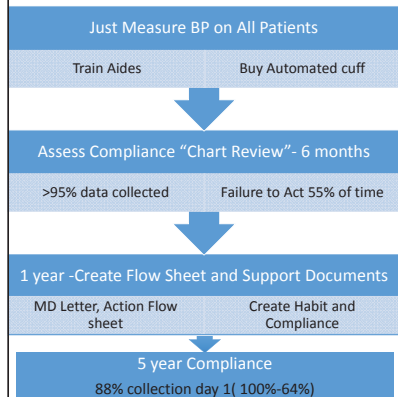 Just Measure BP on All Patients
Train Aides
Buy Automated cuff
Assess Compliance “Chart Review”- 6 months
>95% data collected
Failure to Act 55% of time
1 year -Create Flow Sheet and Support Documents
MD Letter, Action Flow
sheet
Create Habit and
Compliance
5 year Compliance
88% collection day 1( 100%-64%)